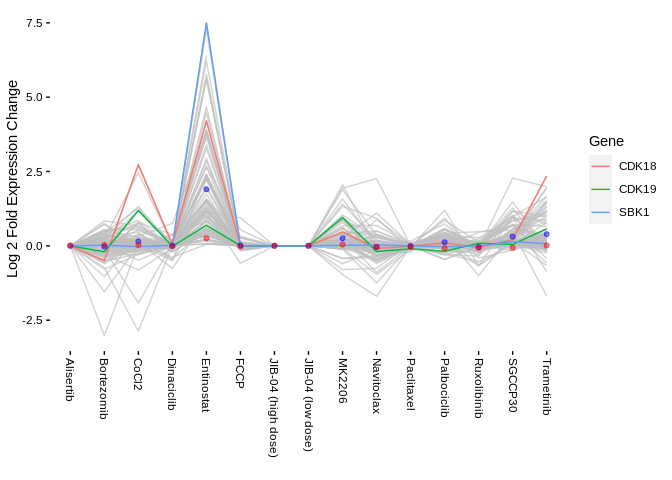 Log 2 Fold Expression Change
7.5
5.0
2.5
0.0
-2.5
Alisertib
Bortezomib
CoCl2
Dinaciclib
Entinostat
FCCP
JIB-04 (high dose)
JIB-04 (low dose)
MK2206
Navitoclax
Paclitaxel
Palbociclib
Ruxolibinib
SGCCP30
Trametinib
Gene
CDK18
CDK19
SBK1